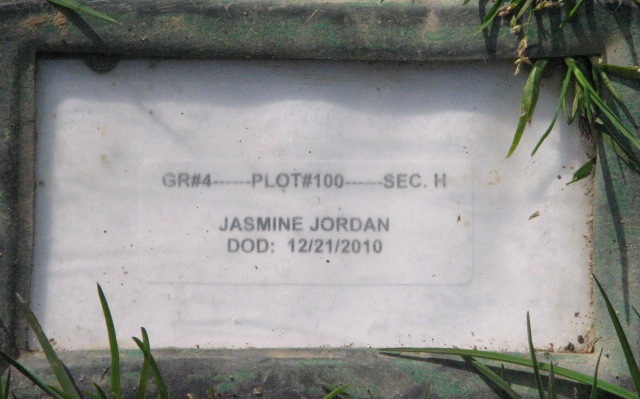 GR#4------PLOT#100------SEC. H
JASMINE JORDAN
DOD: 12/21/2010